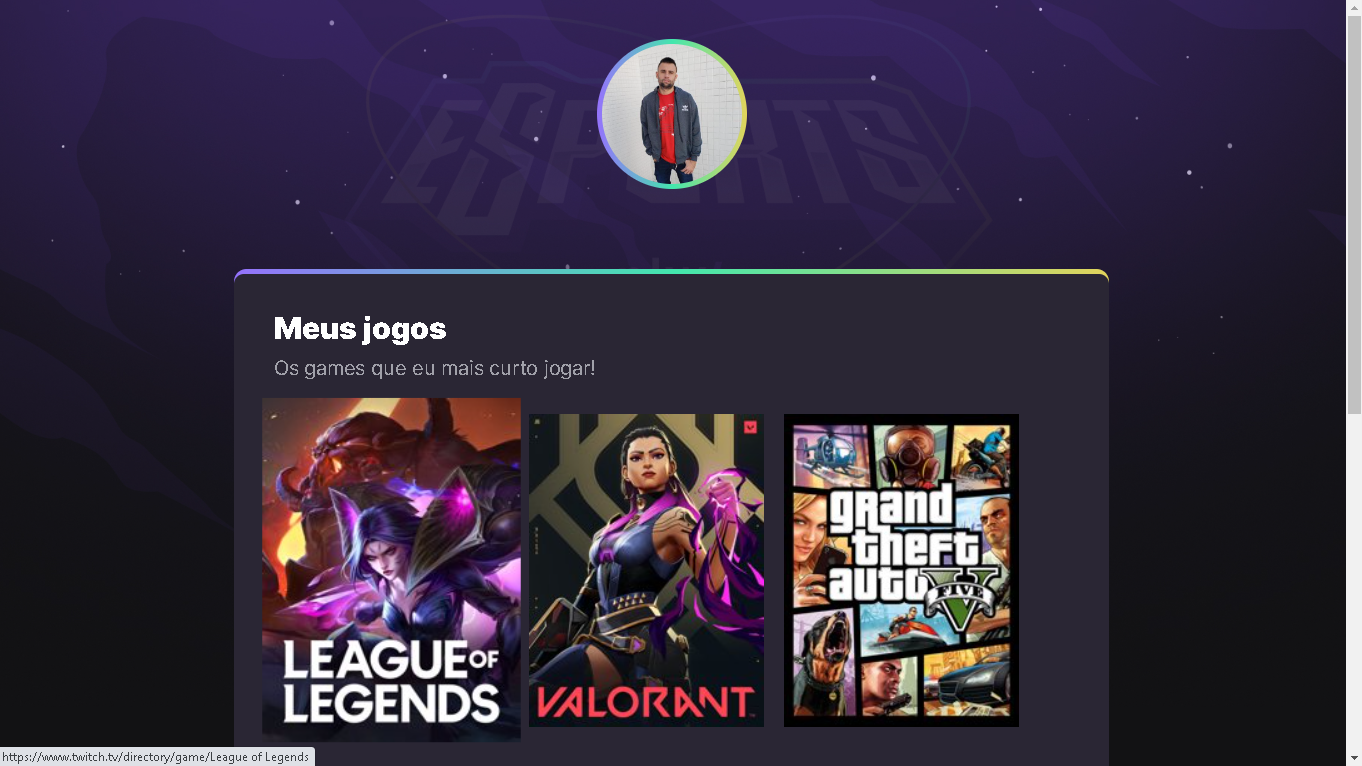 ESPORTS
Meus jogos
Os games que eu mais curto jogar!
LEAGUE OF
LEGENDS
VALORANT
grand
theft
auto
V
FIVE
https://www.twitch.tv/directory/game/League of Legends